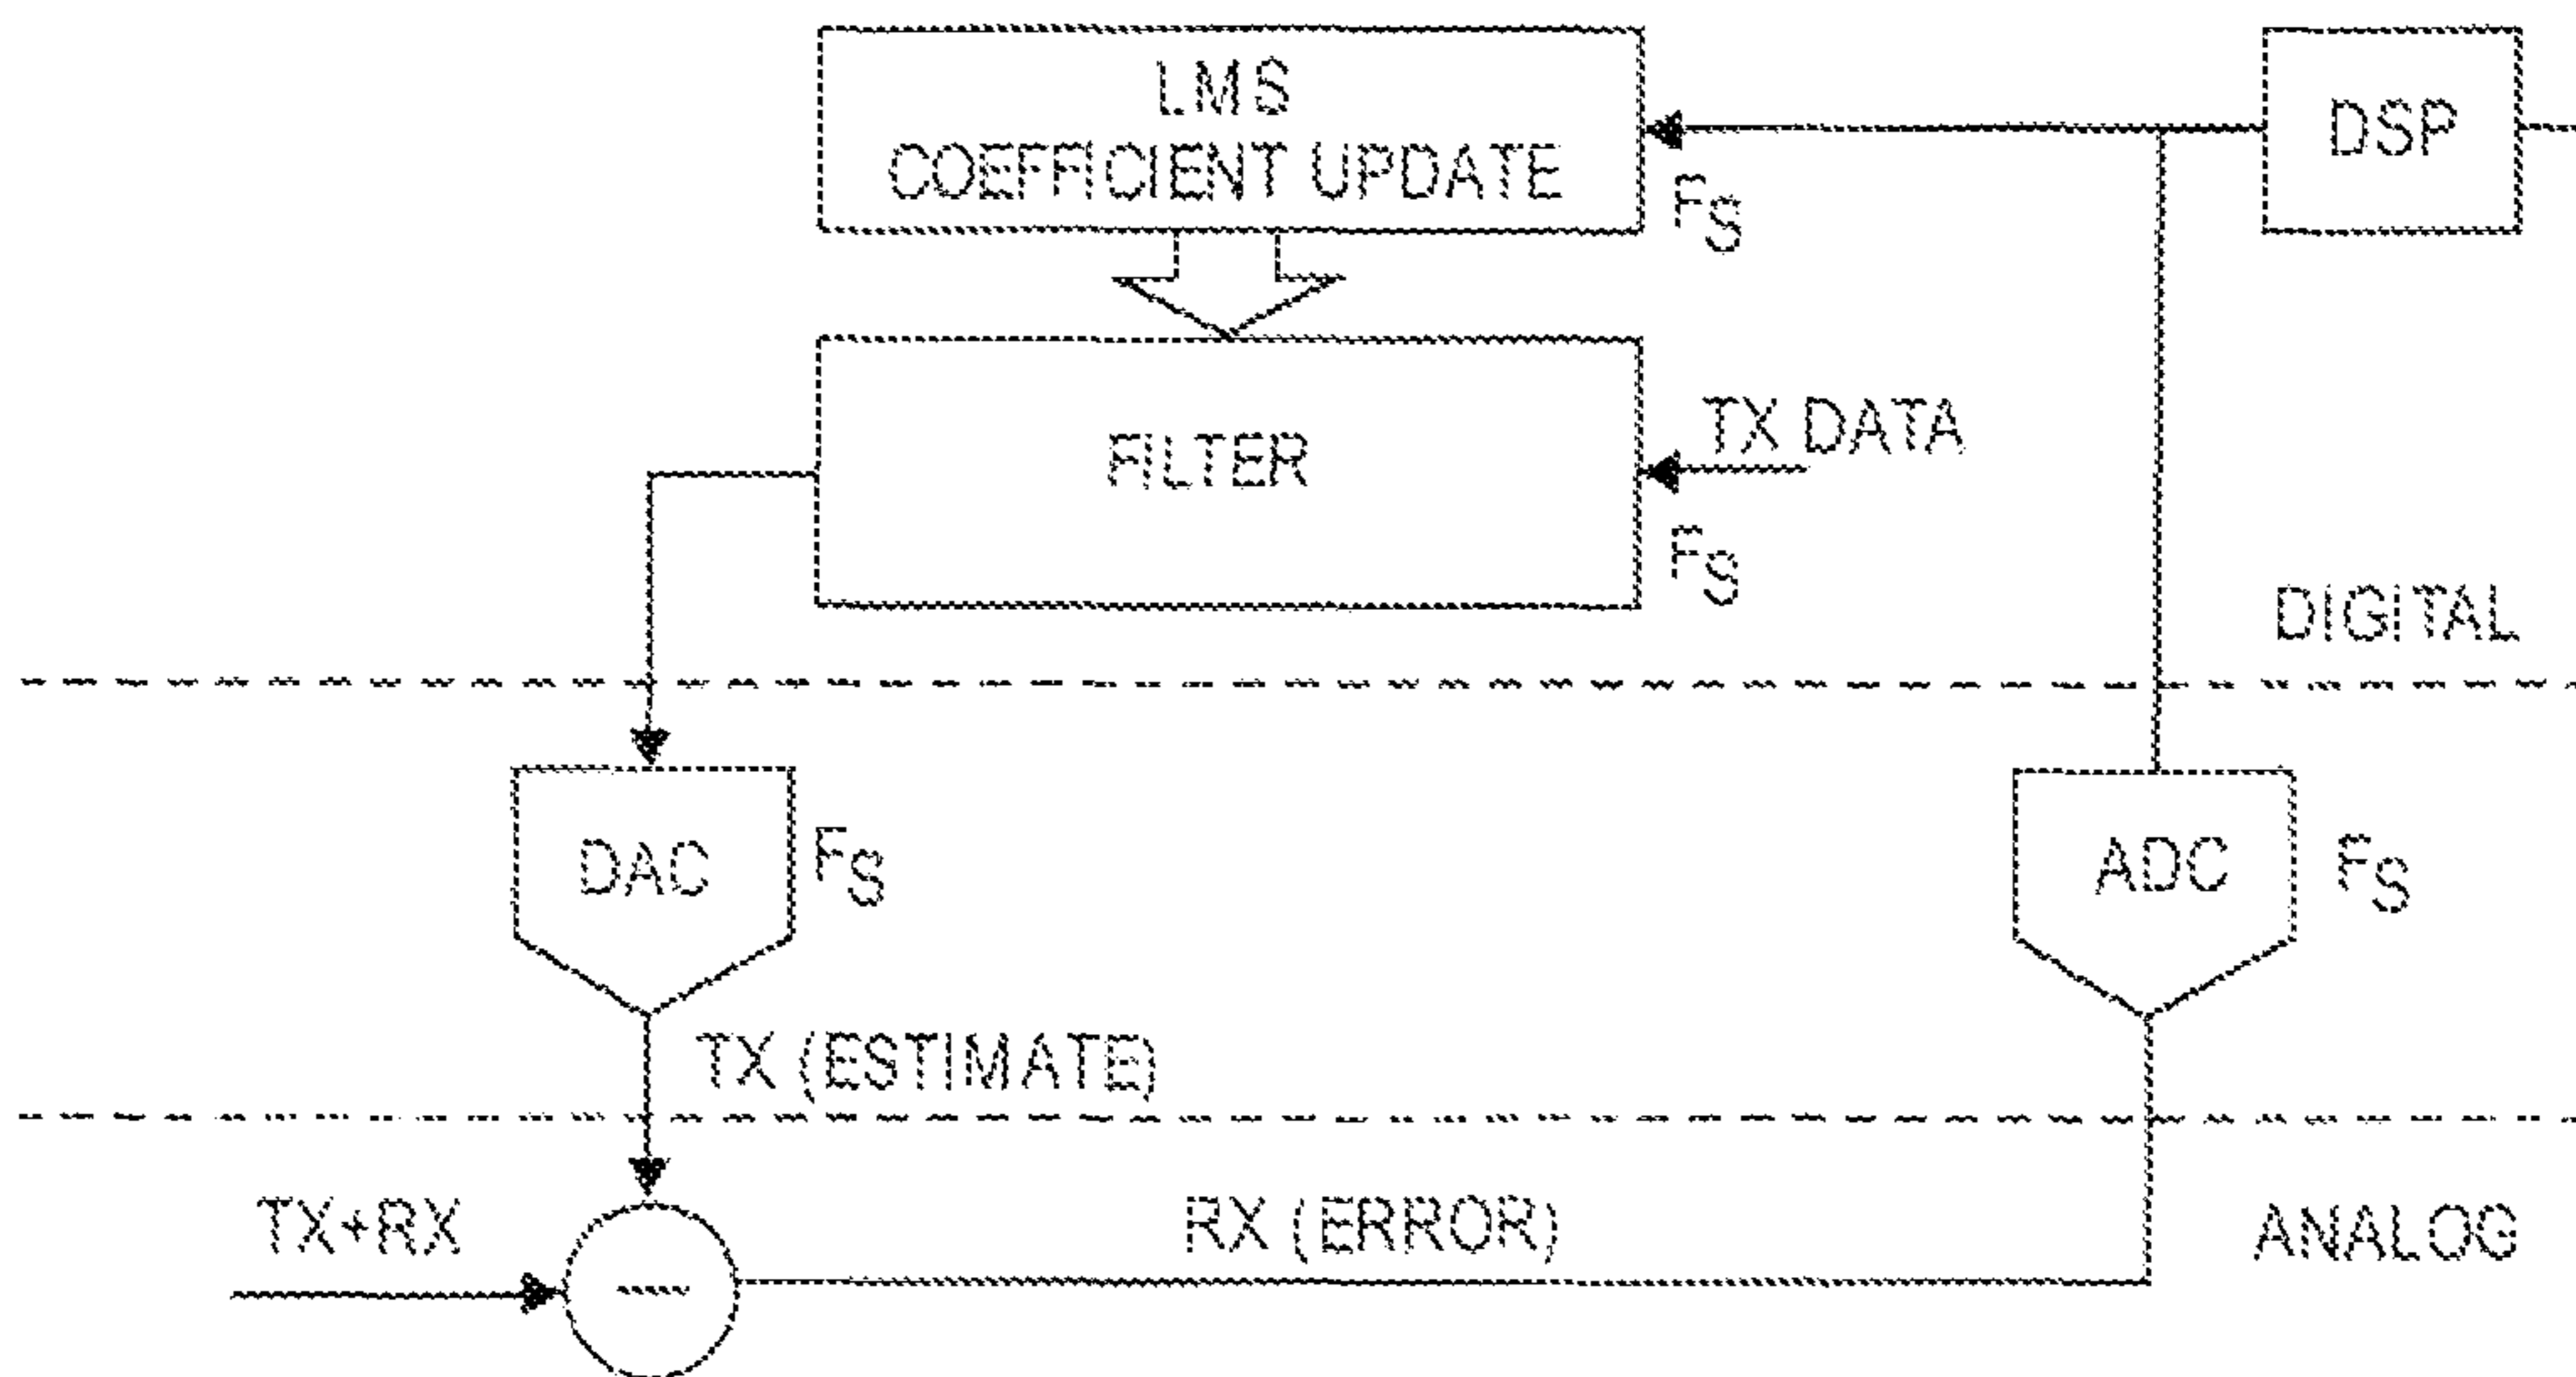 LMS
COEFFICIENT UPDATE
DSP
FS
FILTER
TX DATA
FS
DIGITAL
DAC
FS
ADC
FS
TX (ESTIMATE)
TX+RX
RX (ERROR)
ANALOG